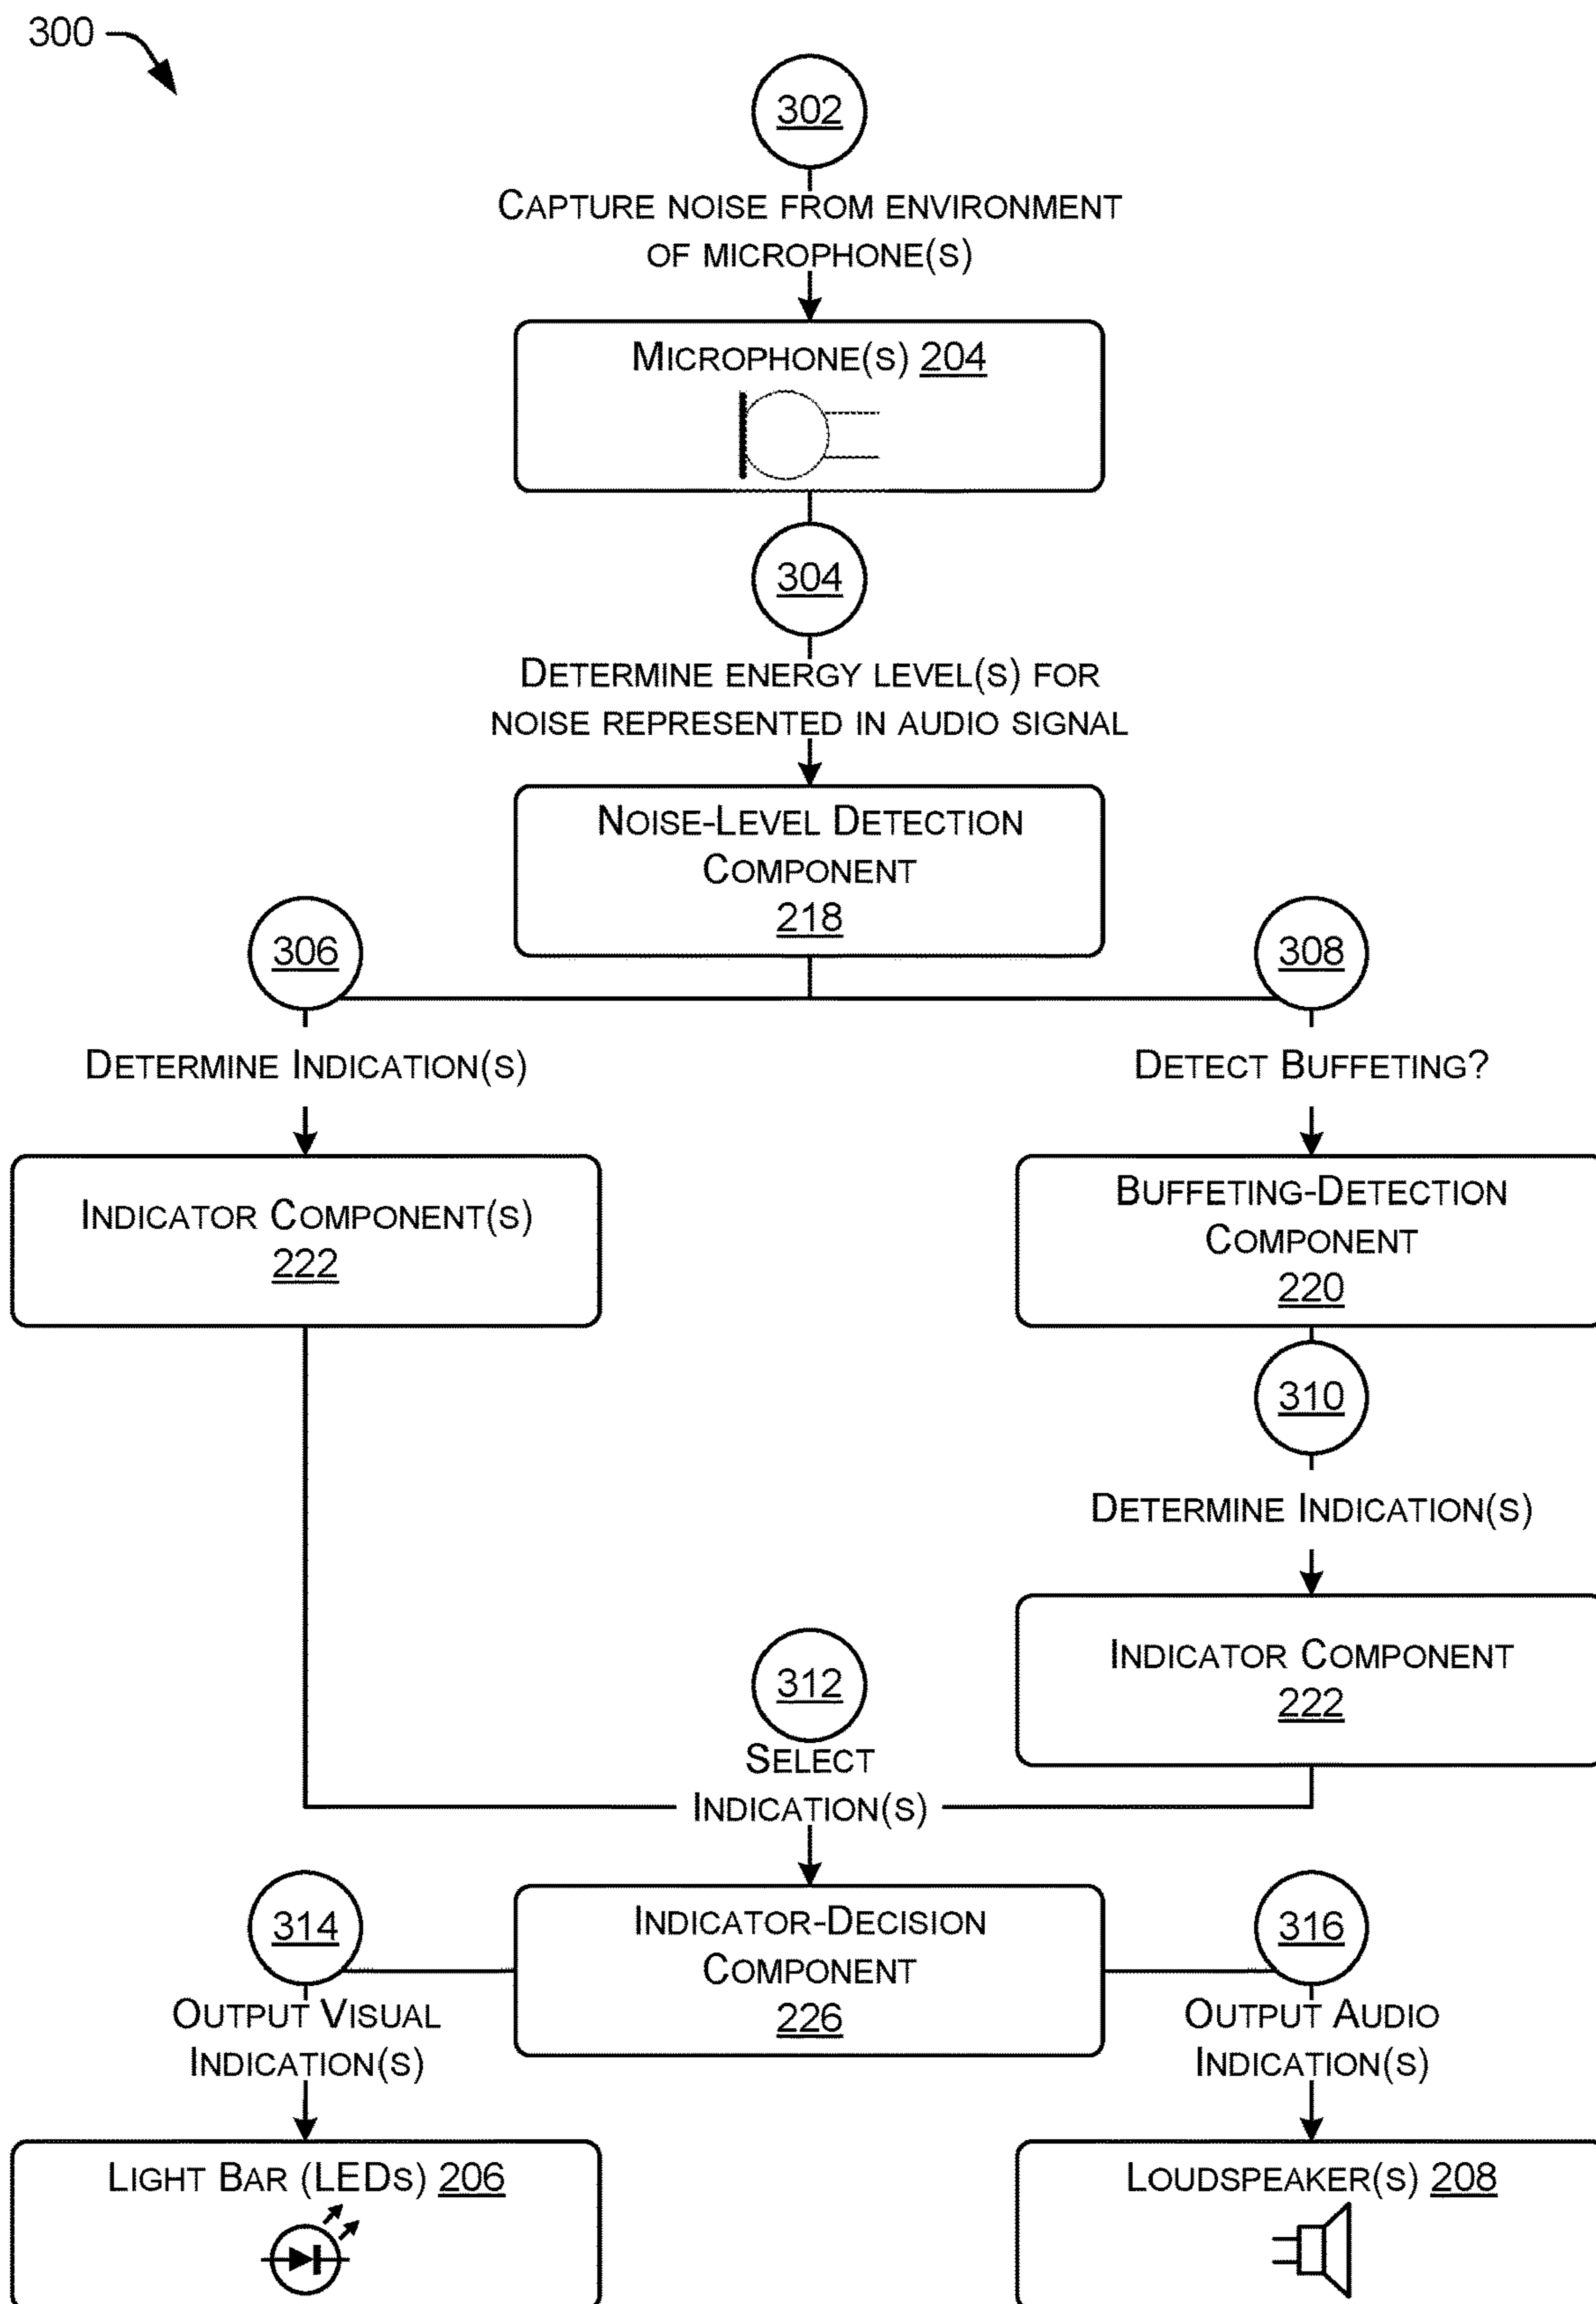 300
302
CAPTURE NOISE FROM ENVIRONMENT
OF MICROPHONE(S)
MICROPHONE(S) 204
304
DETERMINE ENERGY LEVEL(S) FOR
NOISE REPRESENTED IN AUDIO SIGNAL
NOISE-LEVEL DETECTION
COMPONENT
218
306
308
DETERMINE INDICATION(S)
DETECT BUFFETING?
INDICATOR COMPONENT(S)
222
BUFFETING-DETECTION
COMPONENT
220
310
DETERMINE INDICATION(S)
INDICATOR COMPONENT
222
312
SELECT
INDICATION(S)
INDICATOR-DECISION
COMPONENT
226
314
OUTPUT VISUAL
INDICATION(S)
316
OUTPUT AUDIO
INDICATION(S)
LIGHT BAR (LEDS) 206
LOUDSPEAKER(S) 208